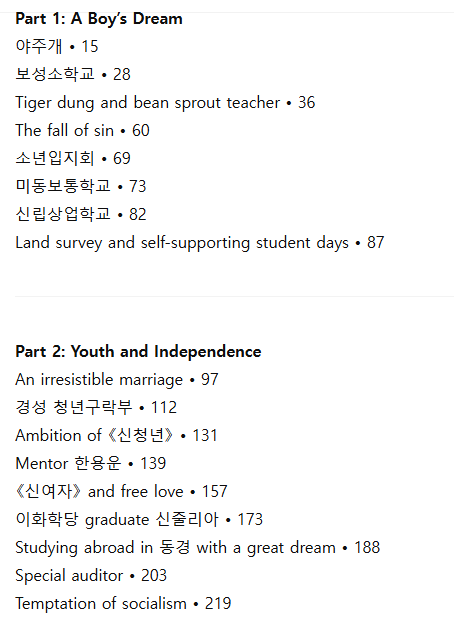 Part 1: A Boy’s Dream
야주개 • 15
보성소학교 • 28
Tiger dung and bean sprout teacher • 36
The fall of sin • 60
소년입지회 • 69
미동보통학교 • 73
신립상업학교 • 82
Land survey and self-supporting student days • 87
Part 2: Youth and Independence
An irresistible marriage • 97
경성 청년구락부 • 112
Ambition of 《신청년》 • 131
Mentor 한용운 • 139
《신여자》 and free love • 157
이화학당 graduate 신줄리아 • 173
Studying abroad in 동경 with a great dream • 188
Special auditor • 203
Temptation of socialism • 219